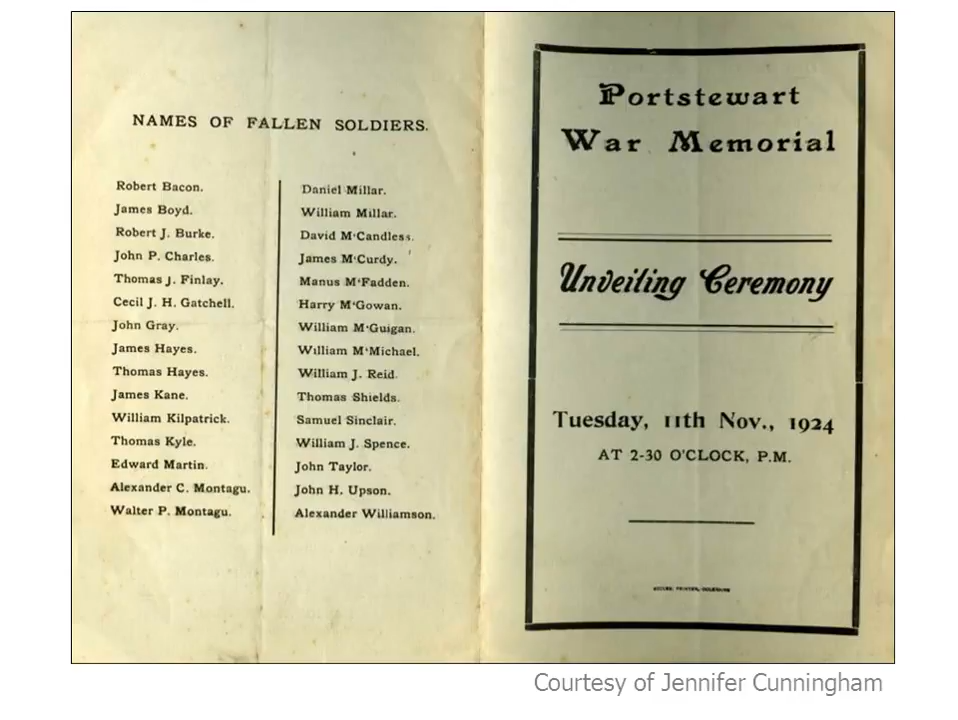 NAMES OF FALLEN SOLDIERS.
Robert Bacon.
James Boyd.
Robert J. Burke.
John P. Charles.
Thomas J. Finlay.
Cecil J. H. Gatchell.
John Gray.
James Hayes.
Thomas Hayes.
James Kane.
William Kilpatrick.
Thomas Kyle.
Edward Martin.
Alexander C. Montagu.
Walter P. Montagu.
Daniel Millar.
William Millar.
David M'Candless.
James M'Curdy.
Manus M'Fadden.
Harry M'Gowan.
William M'Guigan.
William M'Michael.
William J. Reid.
Thomas Shields.
Samuel Sinclair.
William J. Spence.
John Taylor.
John H. Upson.
Alexander Williamson.
Portstewart
War Memorial
Unveiling Ceremony
Tuesday, 11th Nov., 1924
AT 2-30 O'CLOCK, P.M.
PRINTER, COLERAINE
Courtesy of Jennifer Cunningham